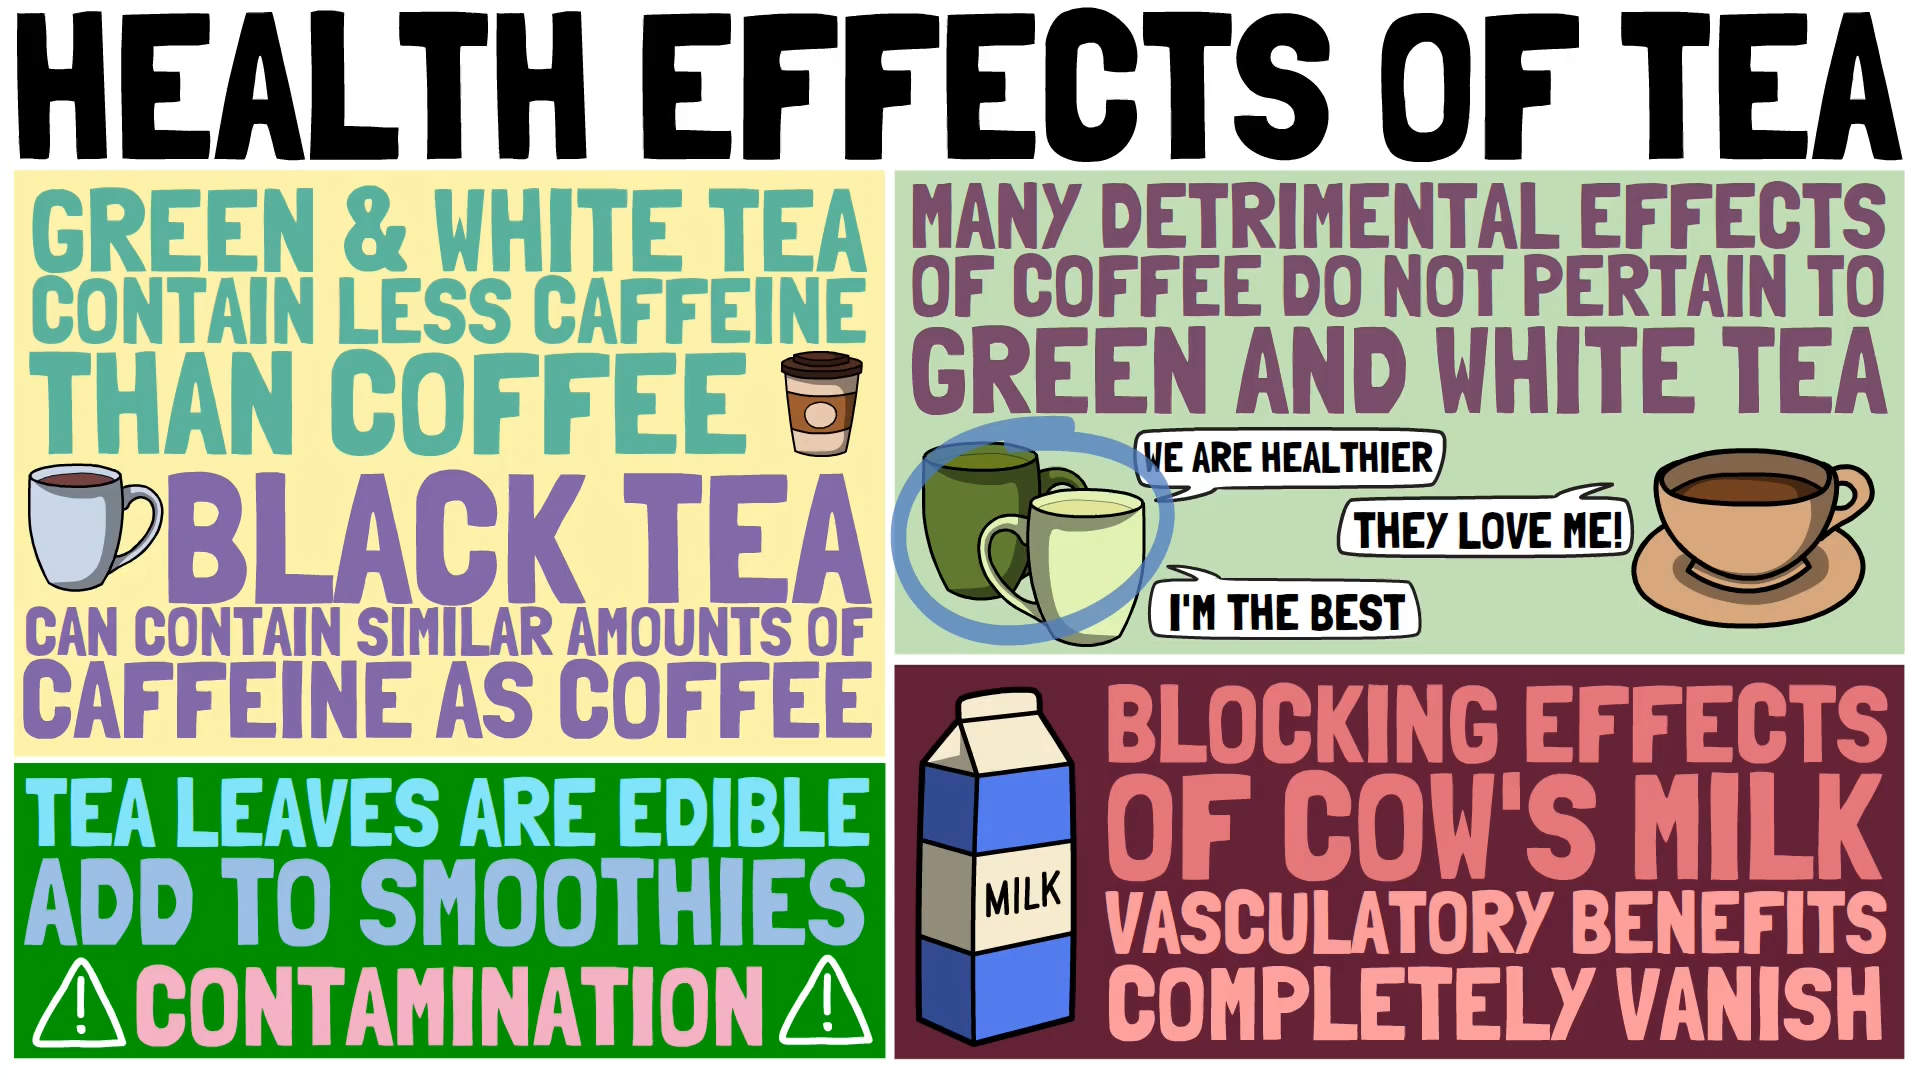 HEALTH EFFECTS OF TEA
GREEN & WHITE TEA
CONTAIN LESS CAFFEINE
THAN COFFEE
BLACK TEA
CAN CONTAIN SIMILAR AMOUNTS OF
CAFFEINE AS COFFEE
TEA LEAVES ARE EDIBLE
ADD TO SMOOTHIES
CONTAMINATION
MANY DETRIMENTAL EFFECTS
OF COFFEE DO NOT PERTAIN TO
GREEN AND WHITE TEA
WE ARE HEALTHIER
THEY LOVE ME!
I'M THE BEST
MILK
BLOCKING EFFECTS
OF COW'S MILK
VASCULATORY BENEFITS
COMPLETELY VANISH